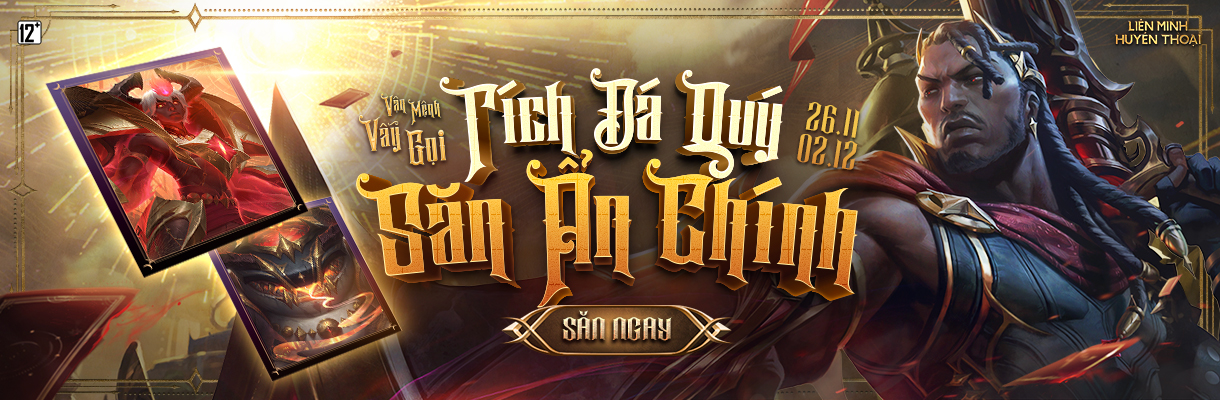 12+
LIÊN MINH
HUYỀN THOẠI
Vận Mệnh
Vẫy Gọi
Tích Đá Quý
Săn Ấn Chính
26.11
02.12
SĂN NGAY